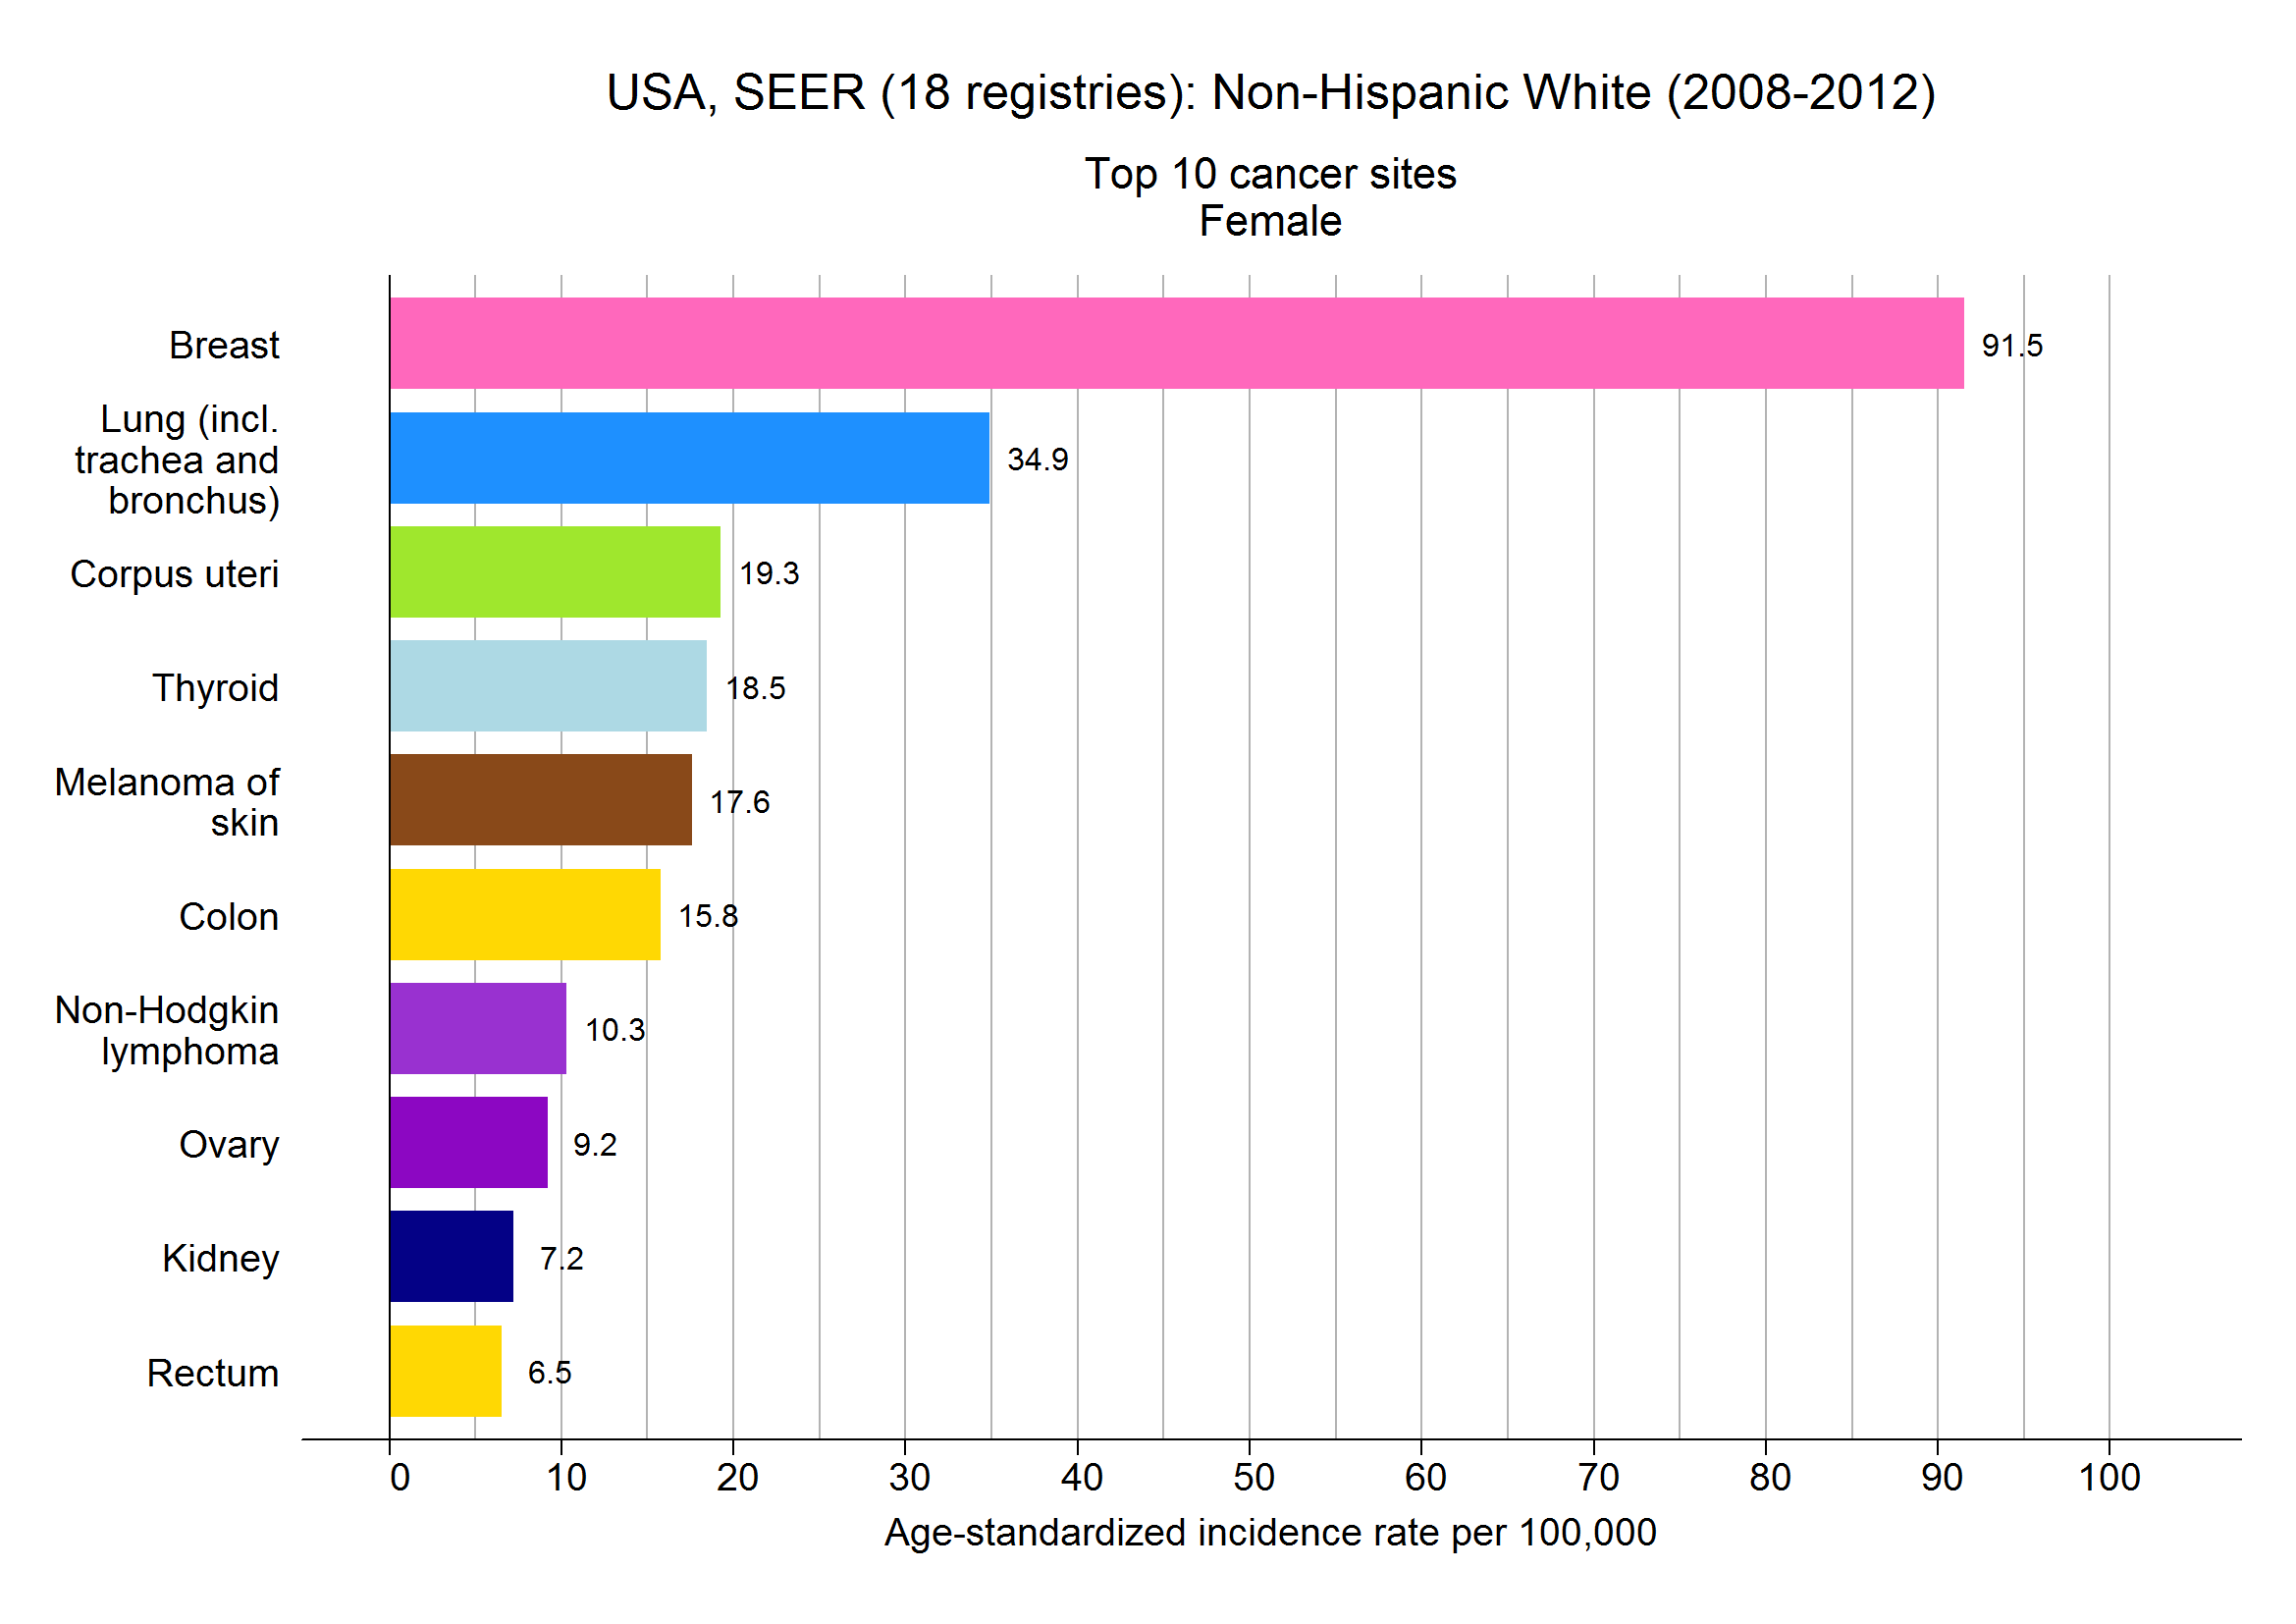 USA, SEER (18 registries): Non-Hispanic White (2008-2012)
Top 10 cancer sites
Female
Breast
91.5
Lung (incl.
trachea and
bronchus)
34.9
Corpus uteri
19.3
Thyroid
18.5
Melanoma of
skin
17.6
Colon
15.8
Non-Hodgkin
lymphoma
10.3
Ovary
9.2
Kidney
7.2
Rectum
6.5
0 10 20 30 40 50 60 70 80 90 100
Age-standardized incidence rate per 100,000